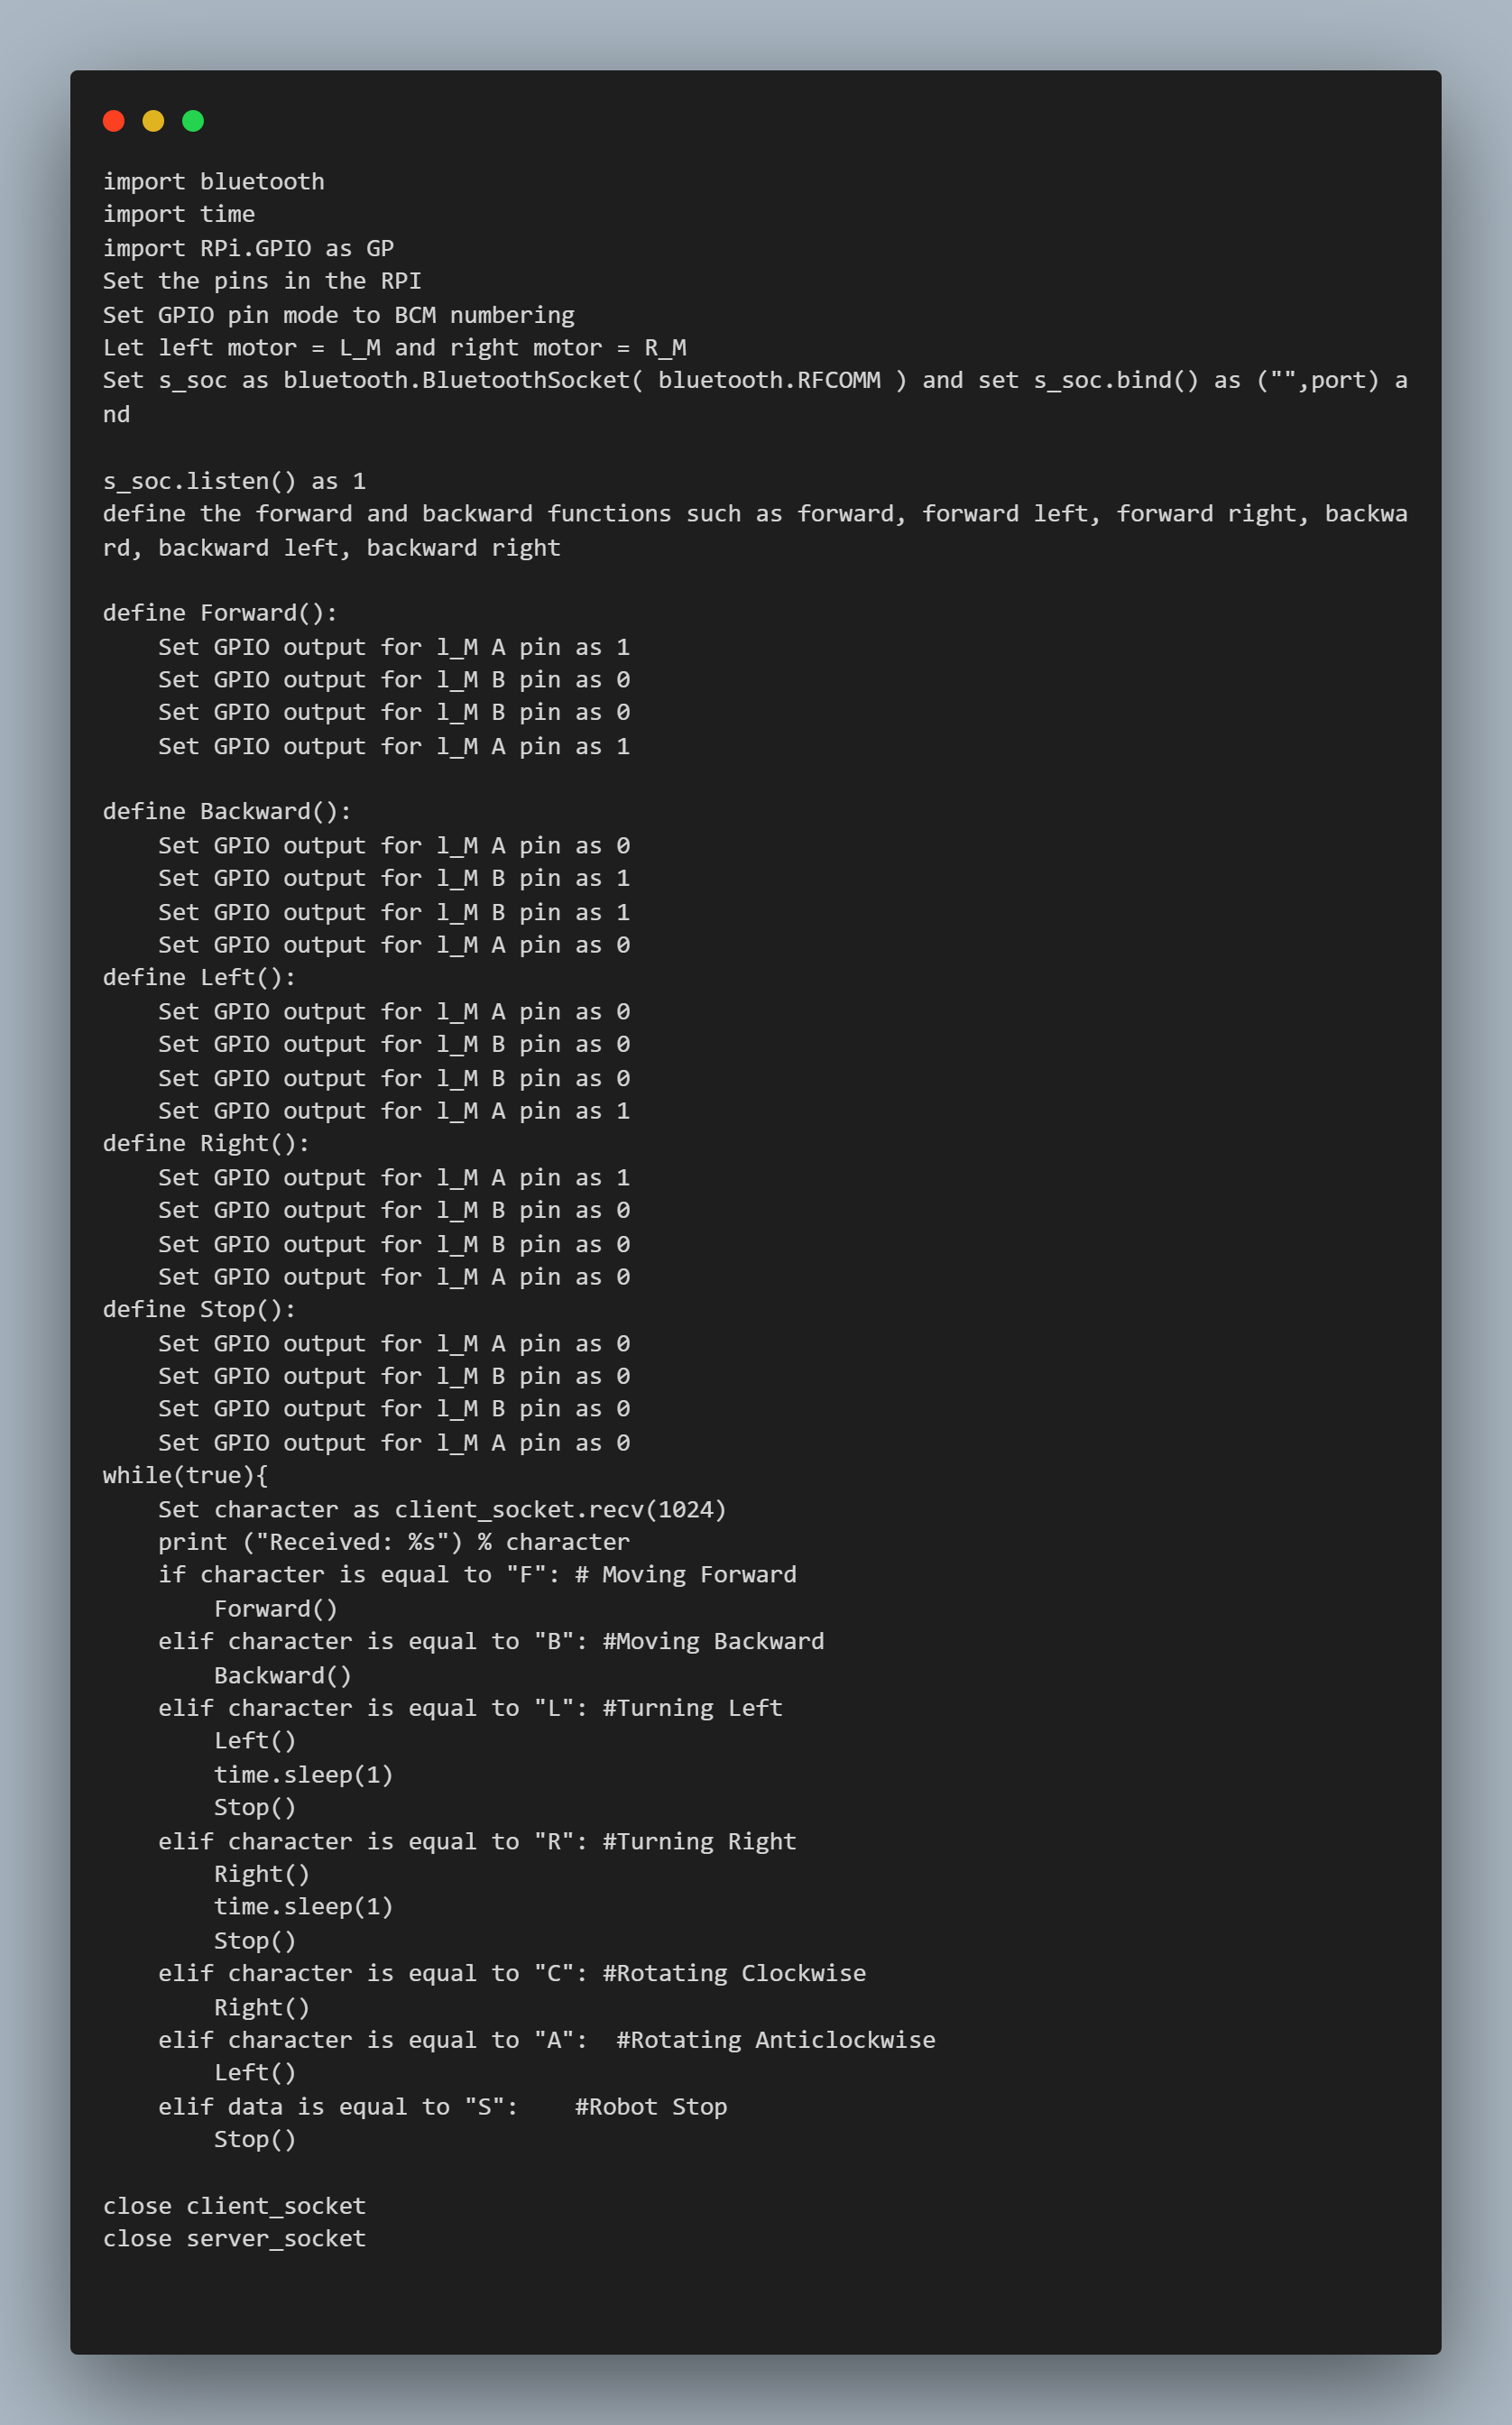 import bluetooth
import time
import RPi.GPIO as GP
Set the pins in the RPI
Set GPIO pin mode to BCM numbering
Let left motor = L_M and right motor = R_M
Set s_soc as bluetooth.BluetoothSocket( bluetooth.RFCOMM ) and set s_soc.bind() as ("",port) a
nd

s_soc.listen() as 1
define the forward and backward functions such as forward, forward left, forward right, backwa
rd, backward left, backward right

define Forward():
    Set GPIO output for l_M A pin as 1
    Set GPIO output for l_M B pin as 0
    Set GPIO output for l_M B pin as 0
    Set GPIO output for l_M A pin as 1

define Backward():
    Set GPIO output for l_M A pin as 0
    Set GPIO output for l_M B pin as 1
    Set GPIO output for l_M B pin as 1
    Set GPIO output for l_M A pin as 0
define Left():
    Set GPIO output for l_M A pin as 0
    Set GPIO output for l_M B pin as 0
    Set GPIO output for l_M B pin as 0
    Set GPIO output for l_M A pin as 1
define Right():
    Set GPIO output for l_M A pin as 1
    Set GPIO output for l_M B pin as 0
    Set GPIO output for l_M B pin as 0
    Set GPIO output for l_M A pin as 0
define Stop():
    Set GPIO output for l_M A pin as 0
    Set GPIO output for l_M B pin as 0
    Set GPIO output for l_M B pin as 0
    Set GPIO output for l_M A pin as 0
while(true){
    Set character as client_socket.recv(1024)
    print ("Received: %s") % character
    if character is equal to "F": # Moving Forward
        Forward()
    elif character is equal to "B": #Moving Backward
        Backward()
    elif character is equal to "L": #Turning Left
        Left()
        time.sleep(1)
        Stop()
    elif character is equal to "R": #Turning Right
        Right()
        time.sleep(1)
        Stop()
    elif character is equal to "C": #Rotating Clockwise
        Right()
    elif character is equal to "A":  #Rotating Anticlockwise
        Left()
    elif data is equal to "S":    #Robot Stop
        Stop()

close client_socket
close server_socket